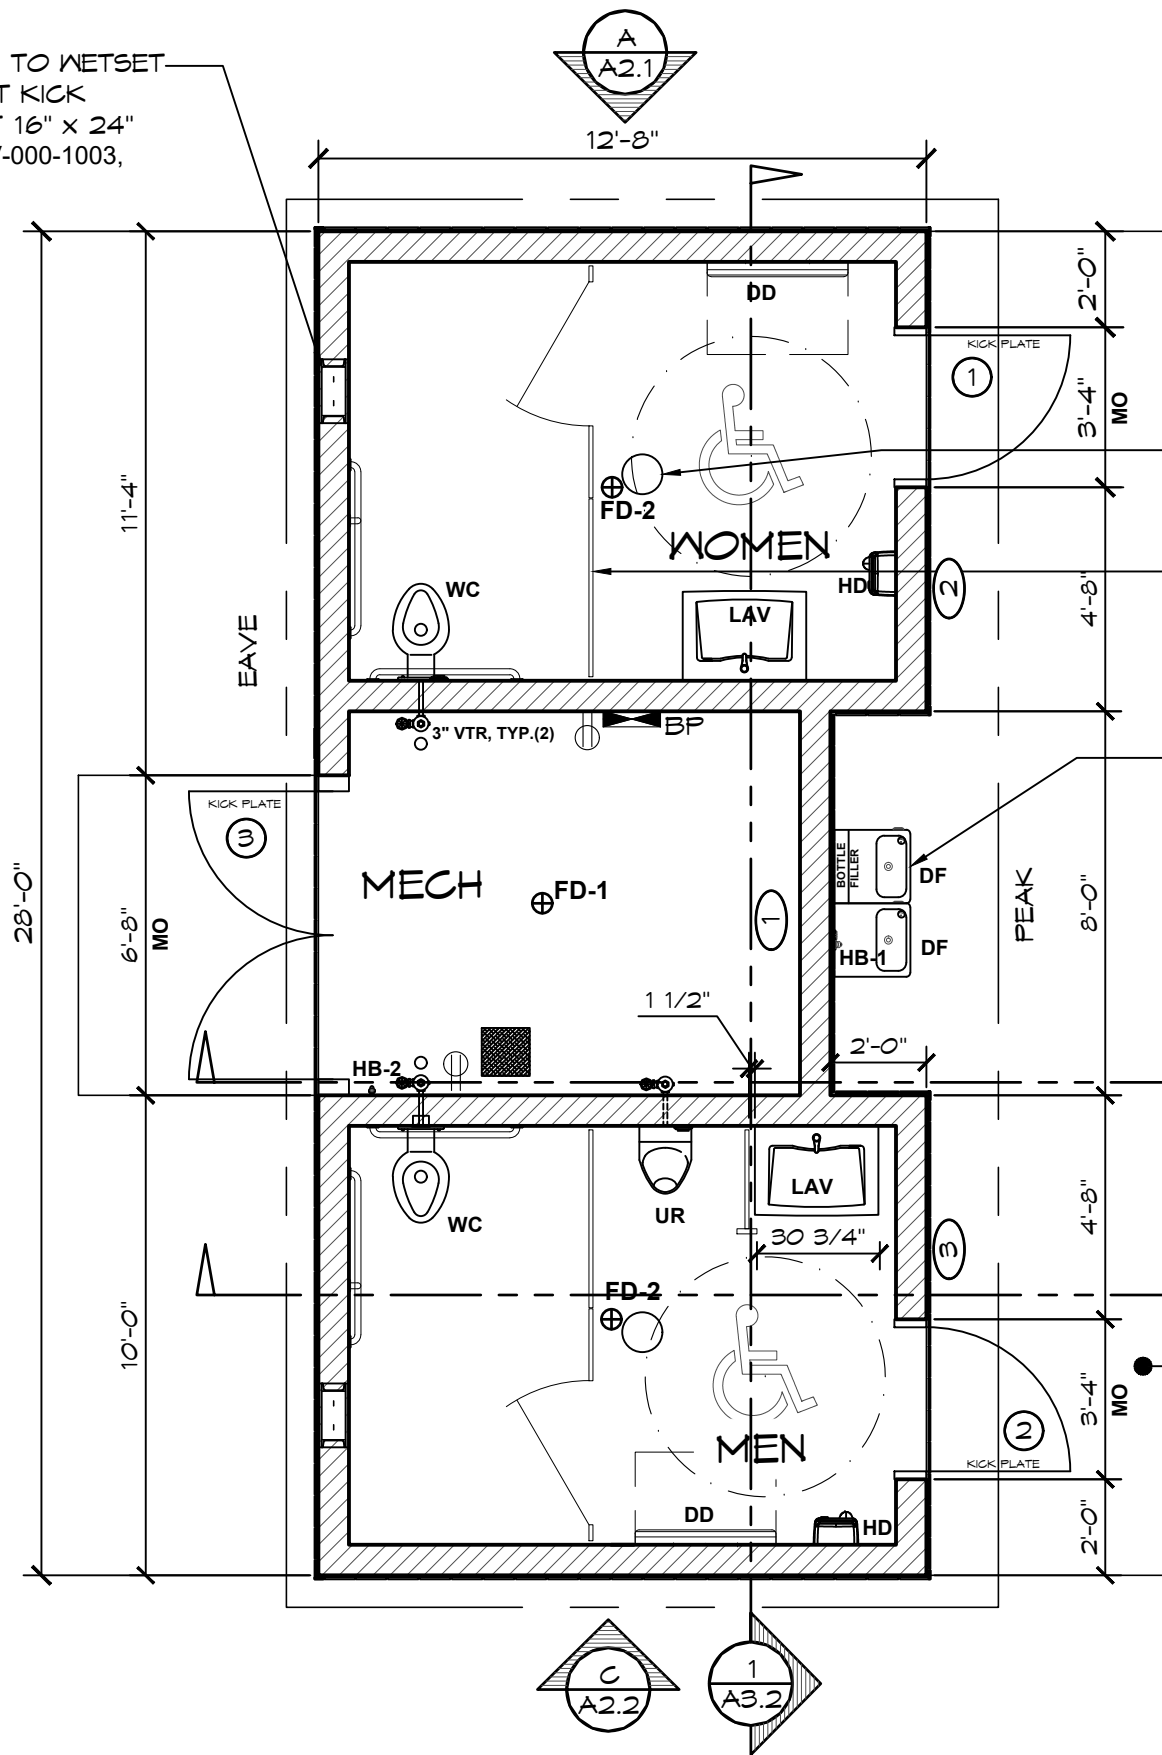 A
A2.1
TO WETSET
T KICK
16" x 24"
-000-1003,
12'-8"
DD
2'-0"
KICK PLATE
1
3'-4"
MO
11'-4"
FD-2
WOMEN
HD
2
4'-8"
WC
LAV
EAVE
3" VTR, TYP.(2)
BP
KICK PLATE
3
BOTTLE
FILLER
DF
MECH
FD-1
28'-0"
6'-8"
MO
1
PEAK
8'-0"
HB-1
DF
1 1/2"
2'-0"
HB-2
WC
UR
LAV
4'-8"
30 3/4"
3
FD-2
10'-0"
3'-4"
MO
2
MEN
KICK PLATE
DD
HD
2'-0"
C
A2.2
1
A3.2